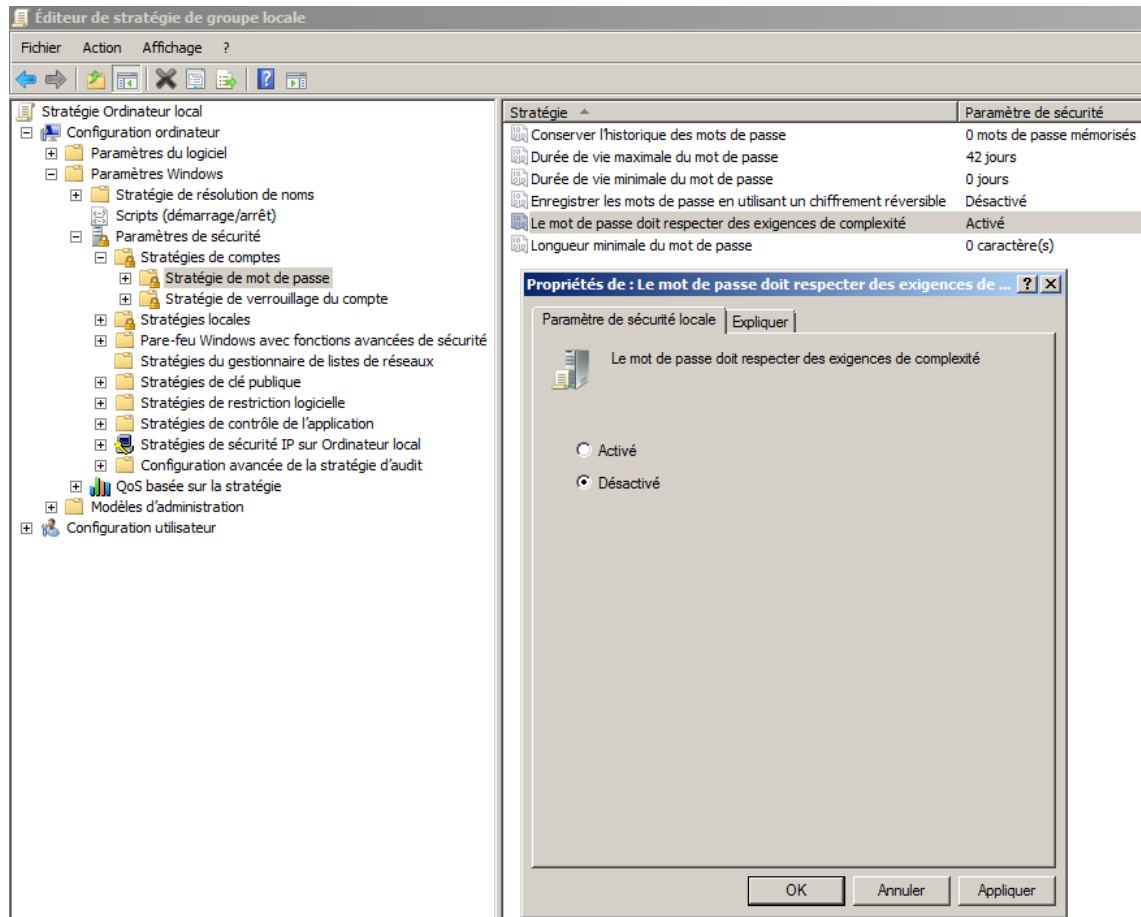 Éditeur de stratégie de groupe locale
Fichier Action Affichage ?
Stratégie Ordinateur local
Configuration ordinateur
Paramètres du logiciel
Paramètres Windows
Stratégie de résolution de noms
Scripts (démarrage/arrêt)
Paramètres de sécurité
Stratégies de comptes
Stratégie de mot de passe
Stratégie de verrouillage du compte
Stratégies locales
Pare-feu Windows avec fonctions avancées de sécurité
Stratégies du gestionnaire de listes de réseaux
Stratégies de clé publique
Stratégies de restriction logicielle
Stratégies de contrôle de l'application
Stratégies de sécurité IP sur Ordinateur local
Configuration avancée de la stratégie d'audit
QoS basée sur la stratégie
Modèles d'administration
Configuration utilisateur
Stratégie Paramètre de sécurité
Conserver l'historique des mots de passe 0 mots de passe mémorisés
Durée de vie maximale du mot de passe 42 jours
Durée de vie minimale du mot de passe 0 jours
Enregistrer les mots de passe en utilisant un chiffrement réversible Désactivé
Le mot de passe doit respecter des exigences de complexité Activé
Longueur minimale du mot de passe 0 caractère(s)
Propriétés de : Le mot de passe doit respecter des exigences de ... ? X
Paramètre de sécurité locale Expliquer
Le mot de passe doit respecter des exigences de complexité
Activé
Désactivé
OK Annuler Appliquer